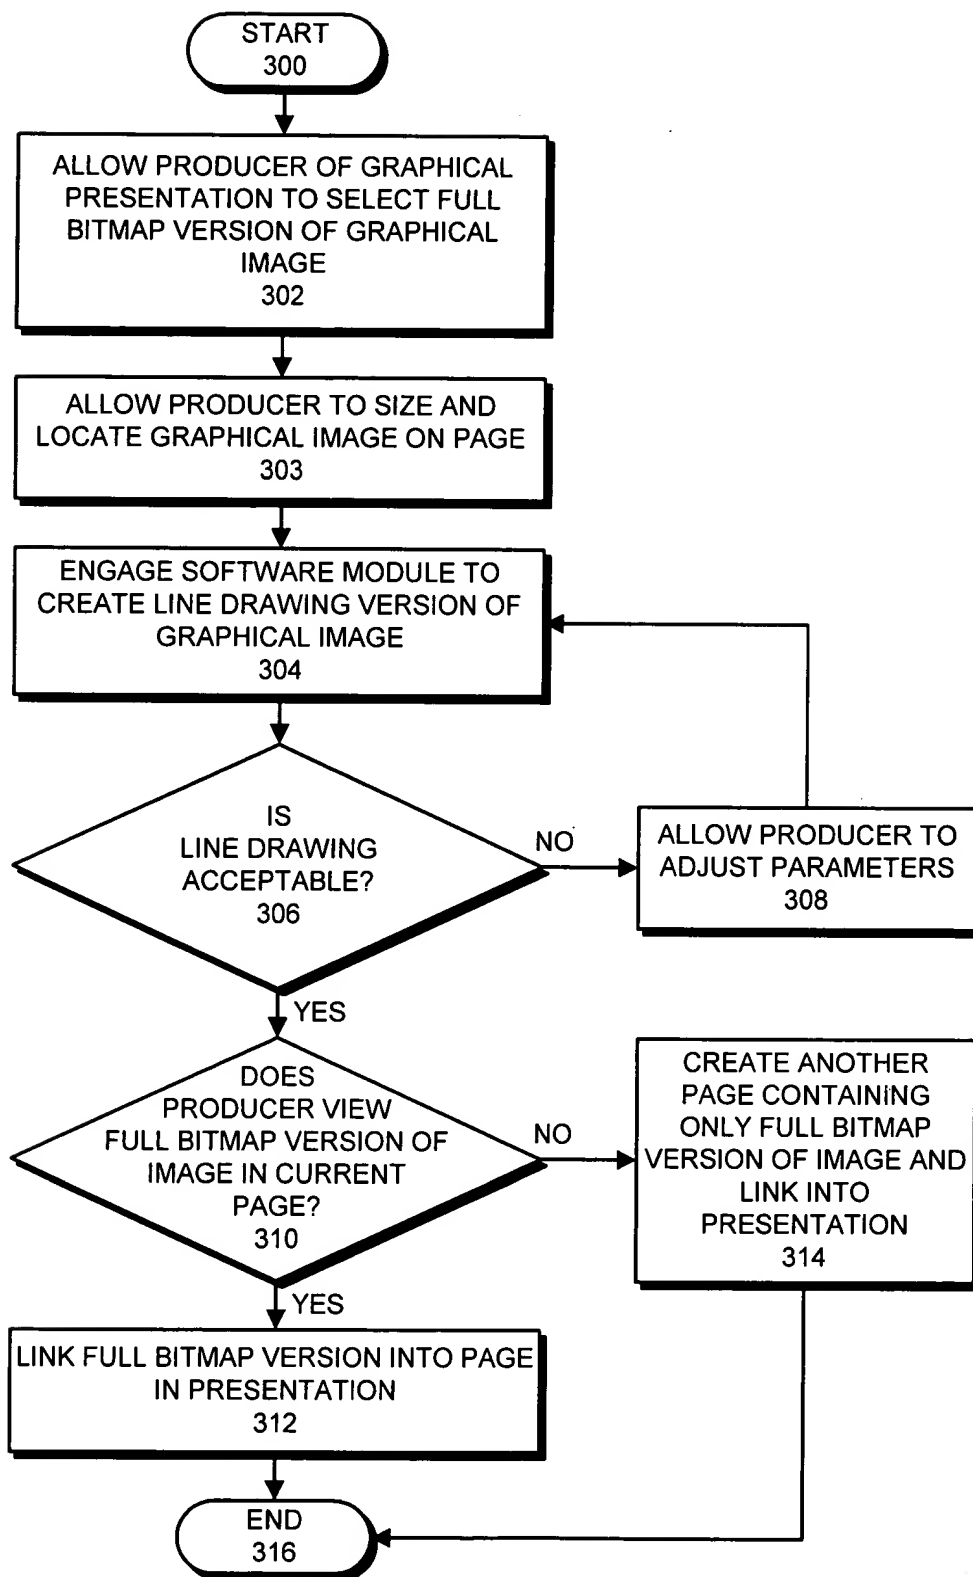 START
300
ALLOW PRODUCER OF GRAPHICAL
PRESENTATION TO SELECT FULL
BITMAP VERSION OF GRAPHICAL
IMAGE
302
ALLOW PRODUCER TO SIZE AND
LOCATE GRAPHICAL IMAGE ON PAGE
303
ENGAGE SOFTWARE MODULE TO
CREATE LINE DRAWING VERSION OF
GRAPHICAL IMAGE
304
IS
LINE DRAWING
ACCEPTABLE?
306
NO
ALLOW PRODUCER TO
ADJUST PARAMETERS
308
YES
DOES
PRODUCER VIEW
FULL BITMAP VERSION OF
IMAGE IN CURRENT
PAGE?
310
NO
CREATE ANOTHER
PAGE CONTAINING
ONLY FULL BITMAP
VERSION OF IMAGE AND
LINK INTO
PRESENTATION
314
YES
LINK FULL BITMAP VERSION INTO PAGE
IN PRESENTATION
312
END
316